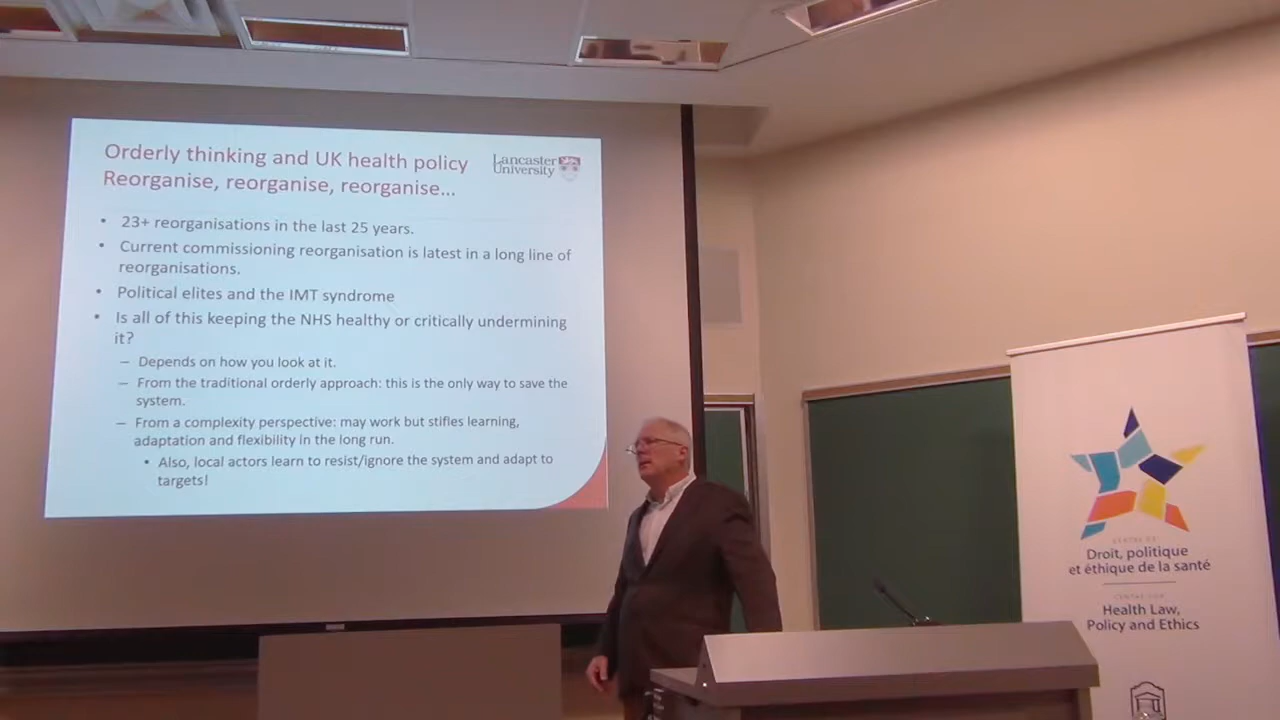 Orderly thinking and UK health policy
Reorganise, reorganise, reorganise...
Lancaster
University
• 23+ reorganisations in the last 25 years.
• Current commissioning reorganisation is latest in a long line of
reorganisations.
• Political elites and the IMT syndrome
• Is all of this keeping the NHS healthy or critically undermining
it?
– Depends on how you look at it.
– From the traditional orderly approach: this is the only way to save the
system.
– From a complexity perspective: may work but stifles learning,
adaptation and flexibility in the long run.
• Also, local actors learn to resist/ignore the system and adapt to
targets!
CENTRE DE
Droit, politique
et éthique de la santé
CENTRE FOR
Health Law,
Policy and Ethics